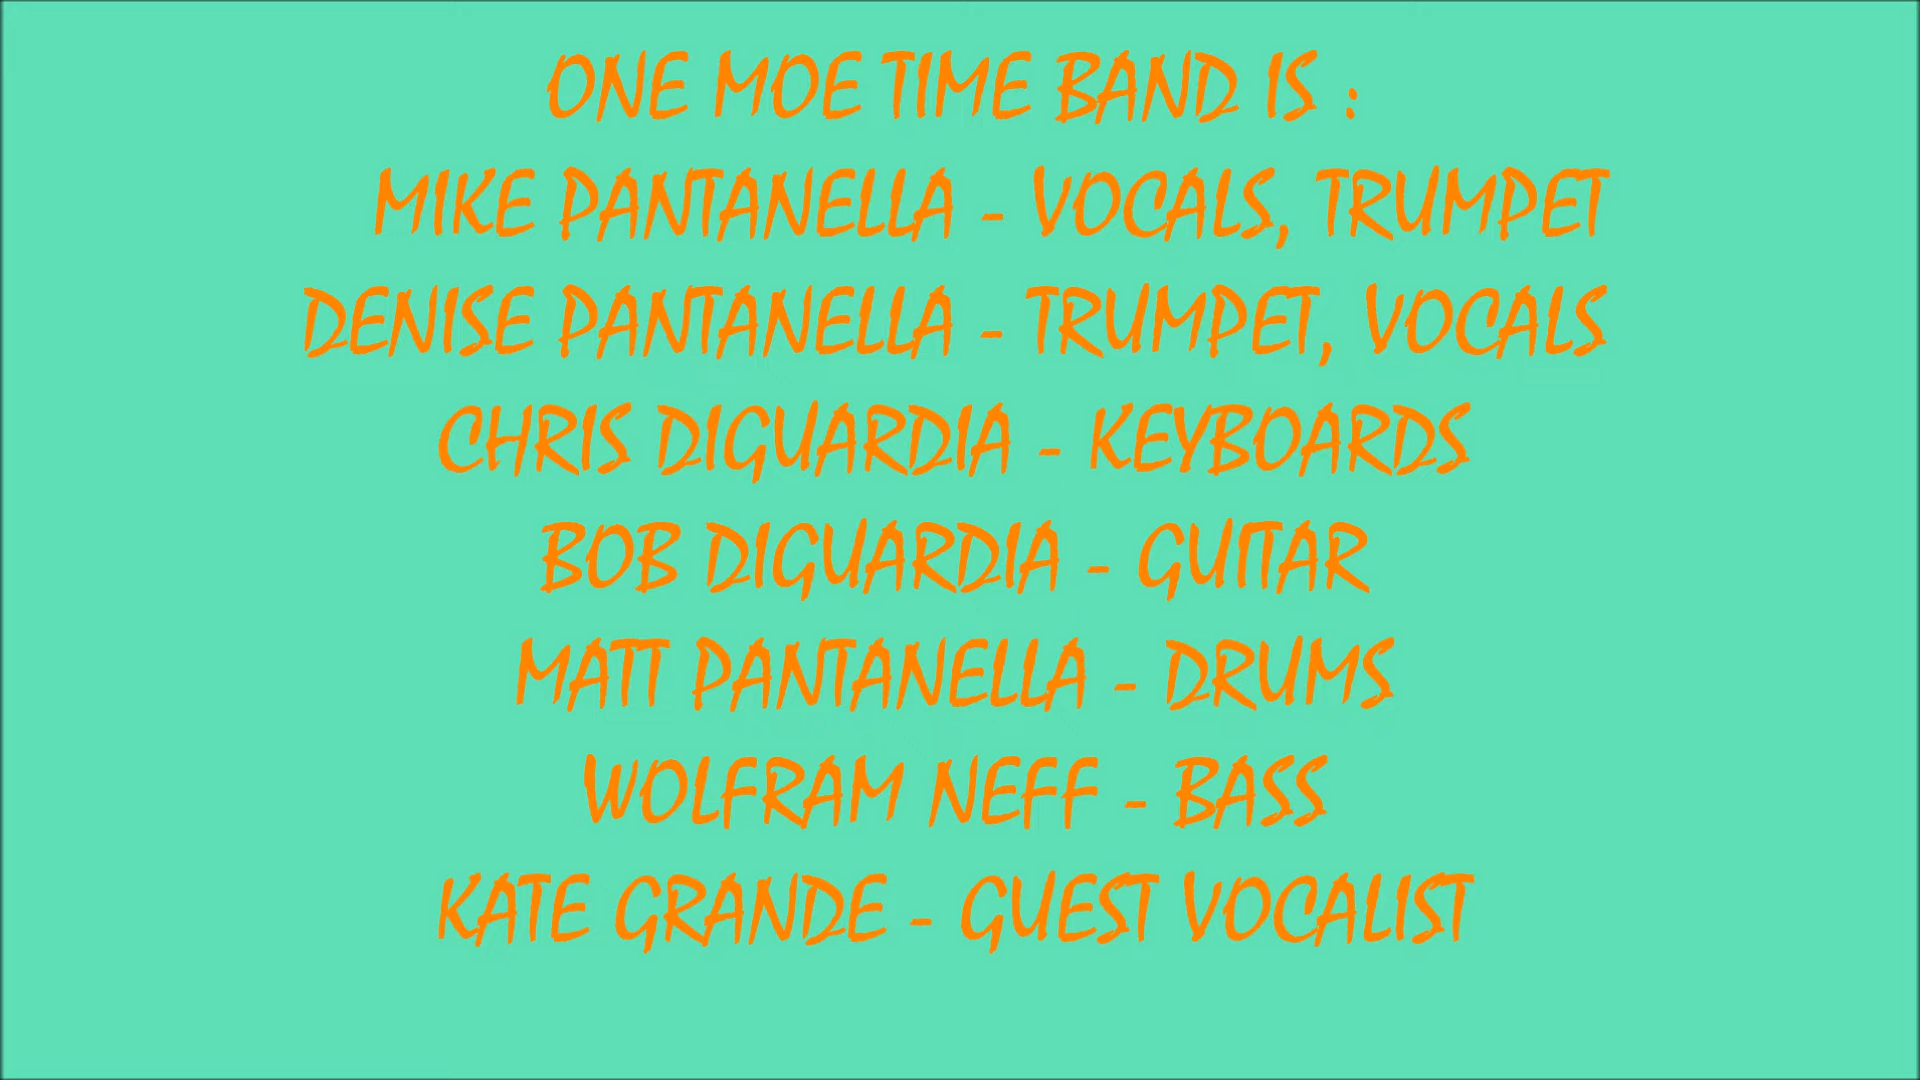 ONE MOE TIME BAND IS :
MIKE PANTANELLA - VOCALS, TRUMPET
DENISE PANTANELLA - TRUMPET, VOCALS
CHRIS DIGUARDIA - KEYBOARDS
BOB DIGUARDIA - GUITAR
MATT PANTANELLA - DRUMS
WOLFRAM NEFF - BASS
KATE GRANDE - GUEST VOCALIST